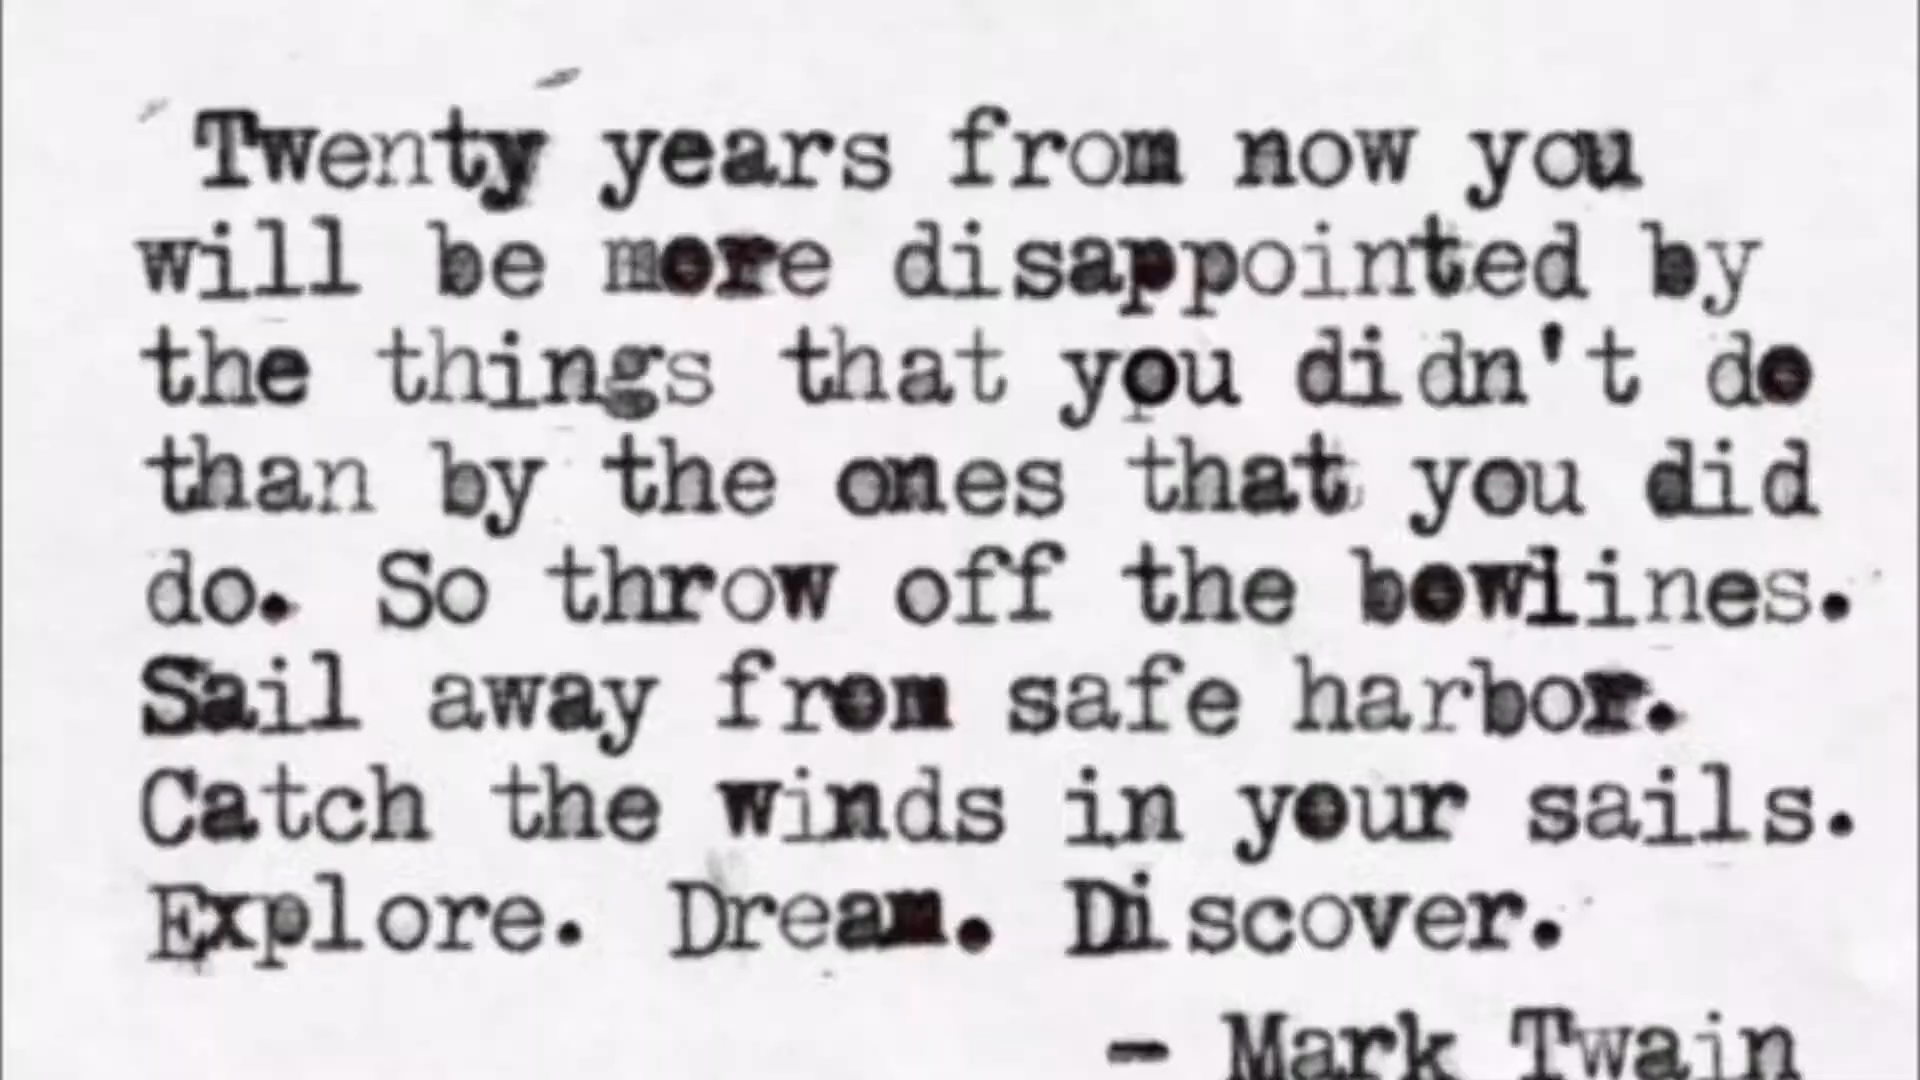 Twenty years from now you
will be more disappointed by
the things that you didn't do
than by the ones that you did
do. So throw off the bowlines.
Sail away from safe harbor.
Catch the winds in your sails.
Explore. Dream. Discover.
- Mark Twain